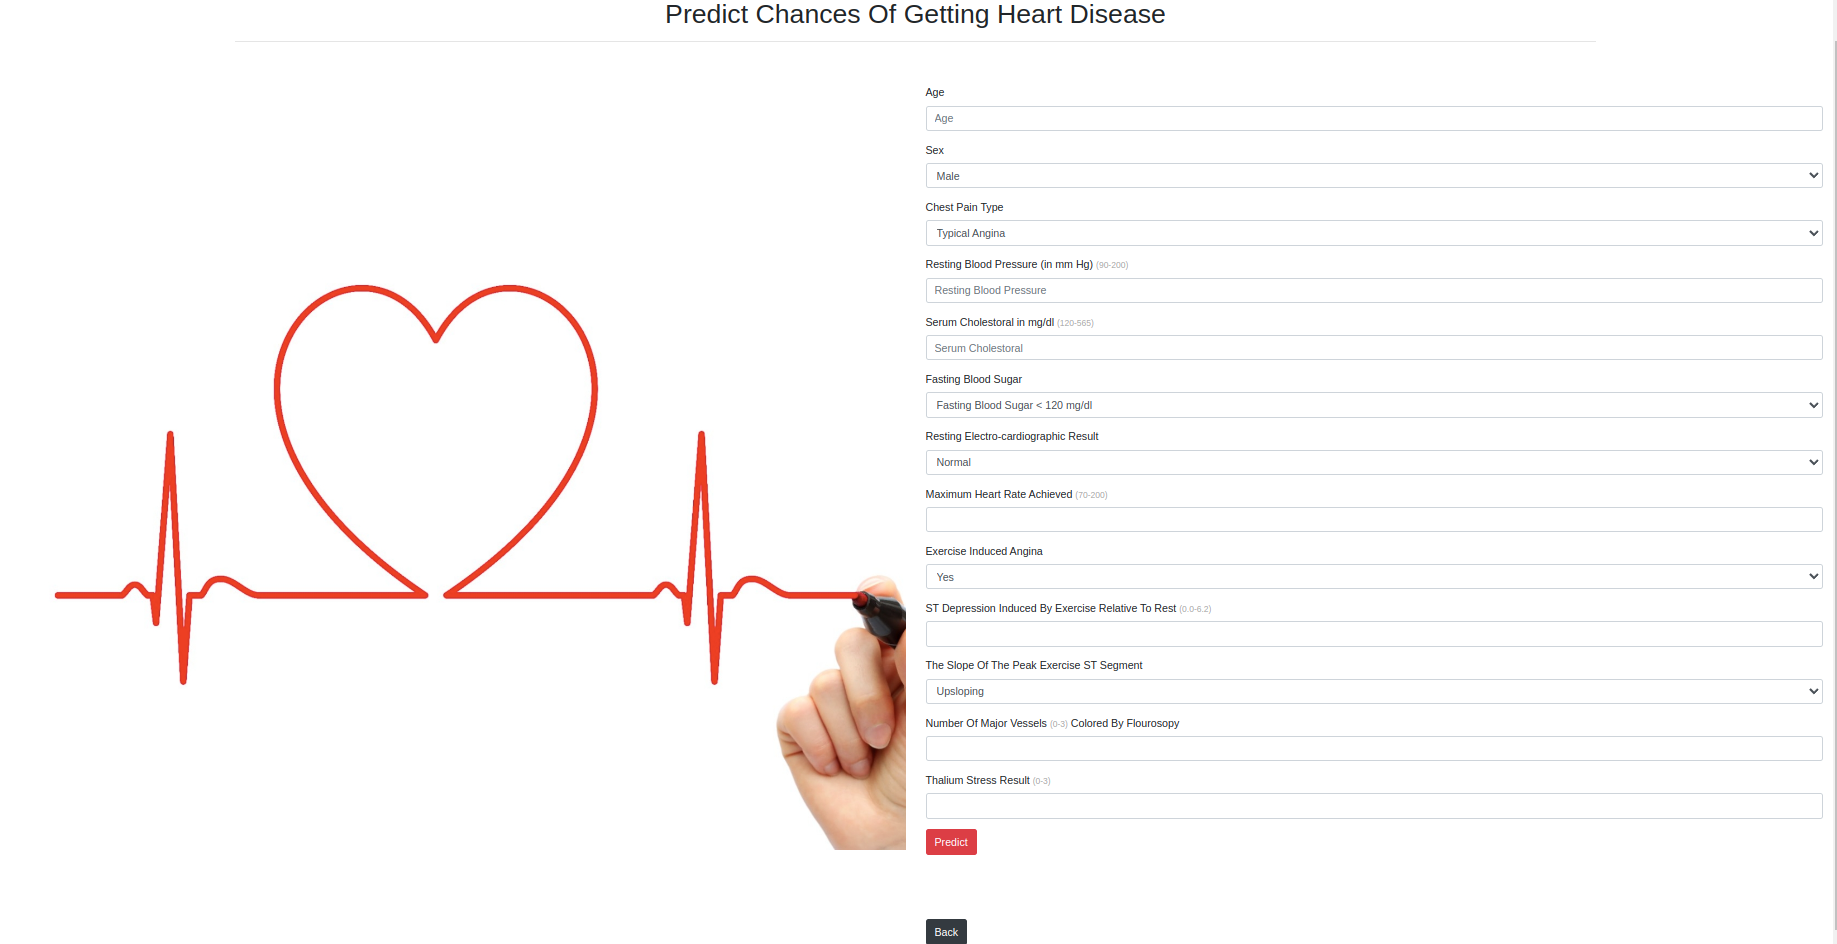 Predict Chances Of Getting Heart Disease
Age
Age
Sex
Male
Chest Pain Type
Typical Angina
Resting Blood Pressure (in mm Hg) (90-200)
Resting Blood Pressure
Serum Cholestoral in mg/dl (120-565)
Serum Cholestoral
Fasting Blood Sugar
Fasting Blood Sugar < 120 mg/dl
Resting Electro-cardiographic Result
Normal
Maximum Heart Rate Achieved (70-200)
Exercise Induced Angina
Yes
ST Depression Induced By Exercise Relative To Rest (0.0-6.2)
The Slope Of The Peak Exercise ST Segment
Upsloping
Number Of Major Vessels (0-3) Colored By Flourosopy
Thalium Stress Result (0-3)
Predict
Back